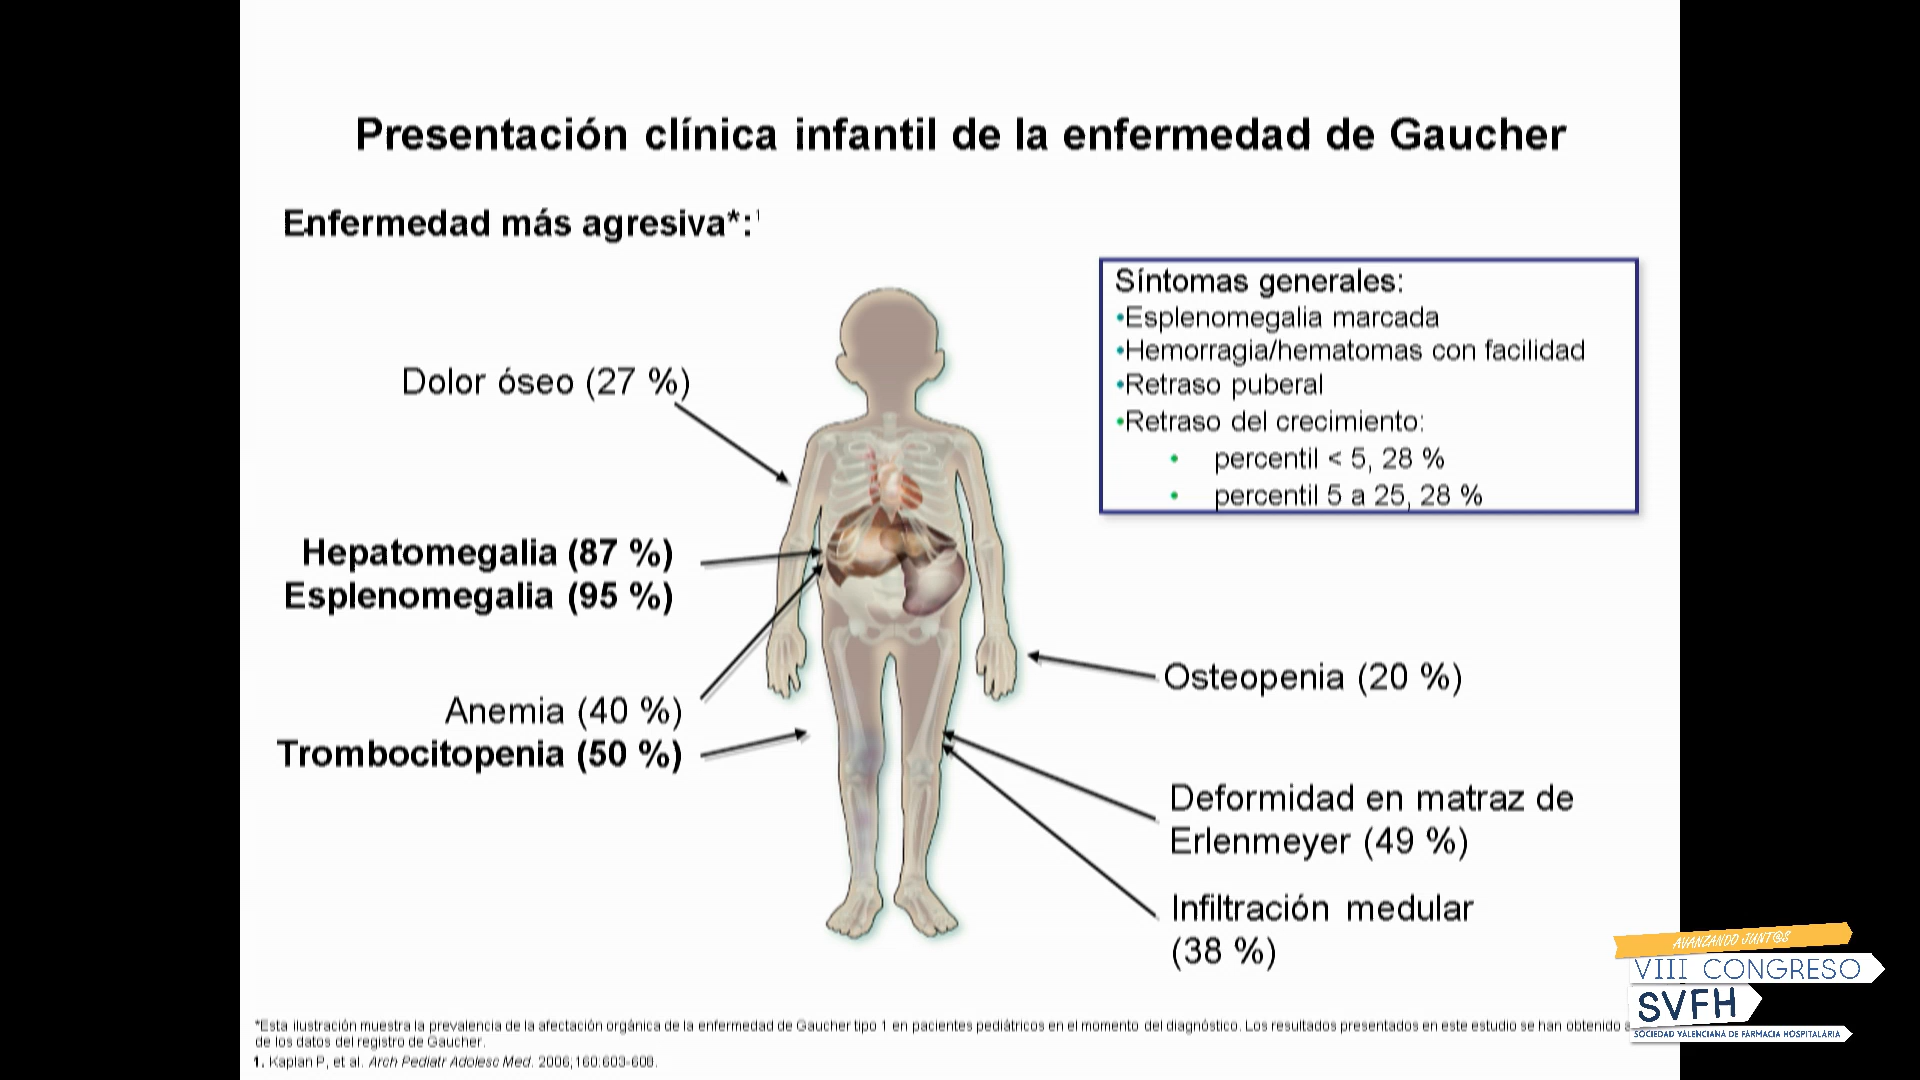 Presentación clínica infantil de la enfermedad de Gaucher
Enfermedad más agresiva*:1
Síntomas generales:
•Esplenomegalia marcada
•Hemorragia/hematomas con facilidad
•Retraso puberal
•Retraso del crecimiento:
• percentil < 5, 28 %
• percentil 5 a 25, 28 %
Dolor óseo (27 %)
Hepatomegalia (87 %)
Esplenomegalia (95 %)
Anemia (40 %)
Trombocitopenia (50 %)
Osteopenia (20 %)
Deformidad en matraz de
Erlenmeyer (49 %)
Infiltración medular
(38 %)
AVANZANDO JUNT@S
VIII CONGRESO
SVFH
SOCIEDAD VALENCIANA DE FARMACIA HOSPITALARIA
*Esta ilustración muestra la prevalencia de la afectación orgánica de la enfermedad de Gaucher tipo 1 en pacientes pediátricos en el momento del diagnóstico. Los resultados presentados en este estudio se han obtenido
de los datos del registro de Gaucher.
1. Kaplan P, et al. Arch Pediatr Adolesc Med. 2006;160:603-608.